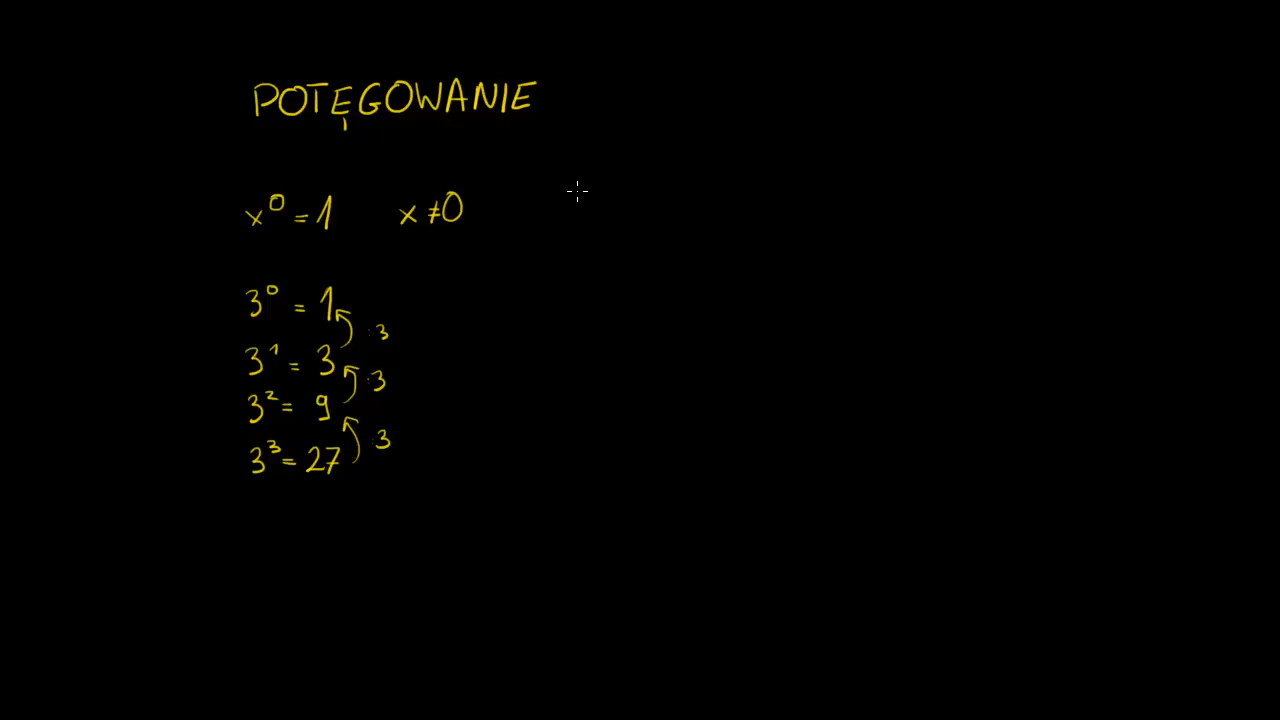 POTĘGOWANIE
x⁰ = 1 x ≠ 0
3⁰ = 1
:3
3¹ = 3
:3
3² = 9
:3
3³ = 27